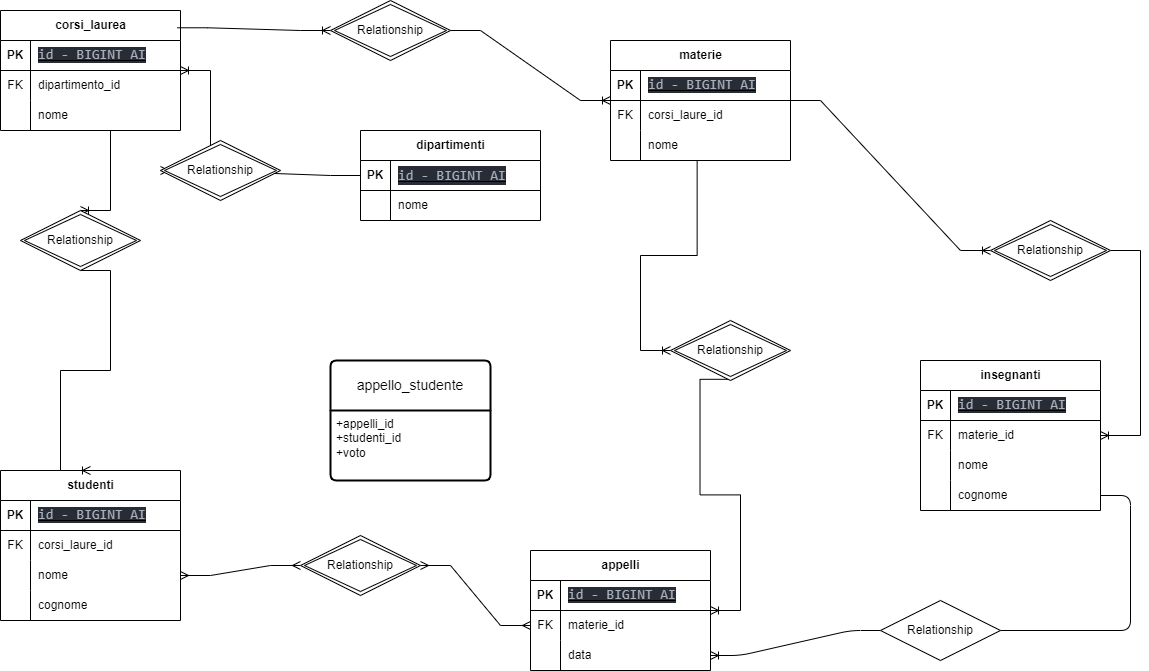 corsi_laurea
PK id - BIGINT AI
FK dipartimento_id
nome
Relationship
materie
PK id - BIGINT AI
FK corsi_laure_id
nome
Relationship
dipartimenti
PK id - BIGINT AI
nome
Relationship
Relationship
Relationship
insegnanti
PK id - BIGINT AI
FK materie_id
nome
cognome
appello_studente
+appelli_id
+studenti_id
+voto
studenti
PK id - BIGINT AI
FK corsi_laure_id
nome
cognome
Relationship
appelli
PK id - BIGINT AI
FK materie_id
data
Relationship